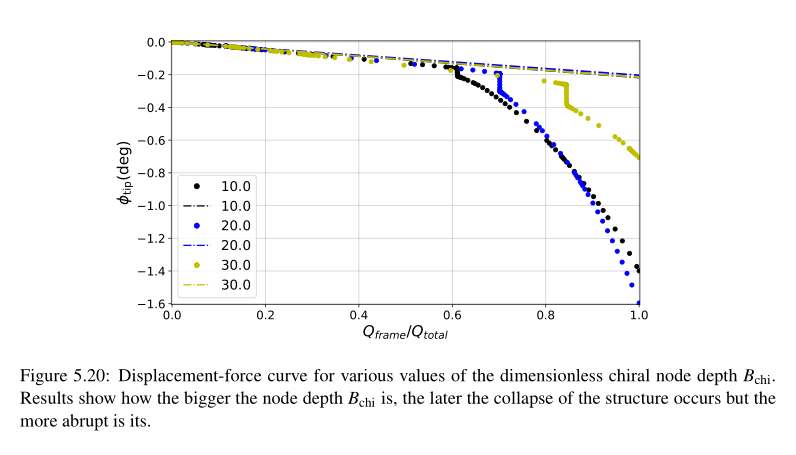 0.0
−0.2
−0.4
−0.6
−0.8
−1.0
−1.2
−1.4
−1.6
ϕtip(deg)
10.0
10.0
20.0
20.0
30.0
30.0
0.0 0.2 0.4 0.6 0.8 1.0
Qframe/Qtotal
Figure 5.20: Displacement-force curve for various values of the dimensionless chiral node depth Bchi.
Results show how the bigger the node depth Bchi is, the later the collapse of the structure occurs but the
more abrupt is its.